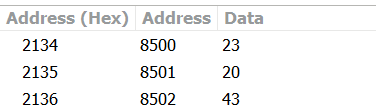 Address (Hex) Address Data
2134 8500 23
2135 8501 20
2136 8502 43